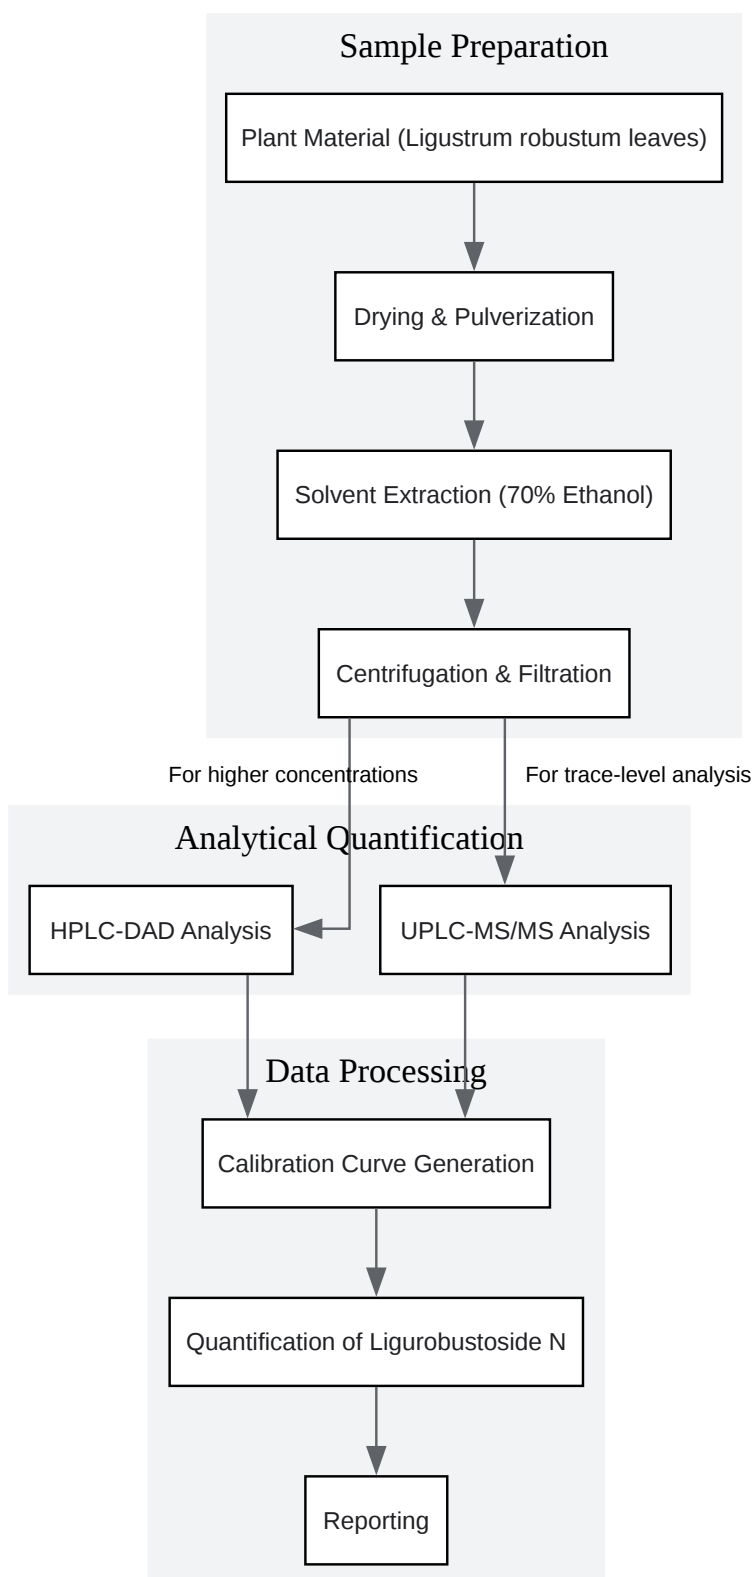 Sample Preparation
Plant Material (Ligustrum robustum leaves)
Drying & Pulverization
Solvent Extraction (70% Ethanol)
Centrifugation & Filtration
For higher concentrations
For trace-level analysis
Analytical Quantification
HPLC-DAD Analysis
UPLC-MS/MS Analysis
Data Processing
Calibration Curve Generation
Quantification of Ligurobustoside N
Reporting